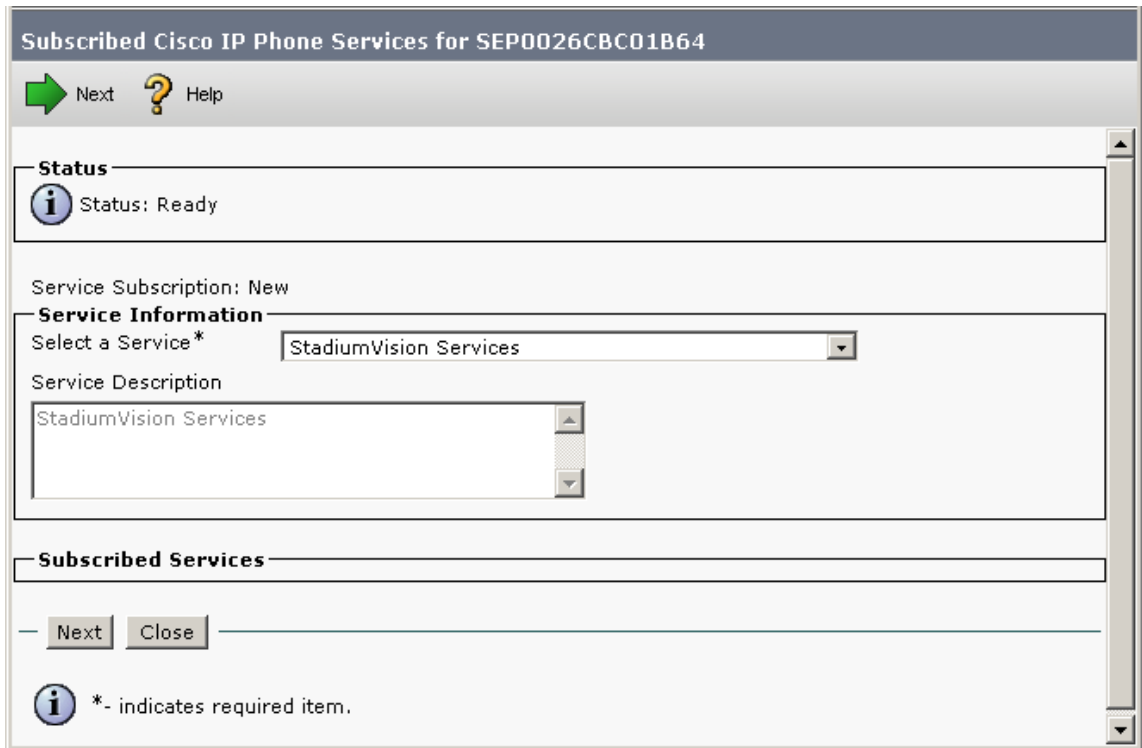 Subscribed Cisco IP Phone Services for SEP0026CBC01B64
Next Help
Status
Status: Ready
Service Subscription: New
Service Information
Select a Service* StadiumVision Services
Service Description
StadiumVision Services
Subscribed Services
Next Close
*- indicates required item.